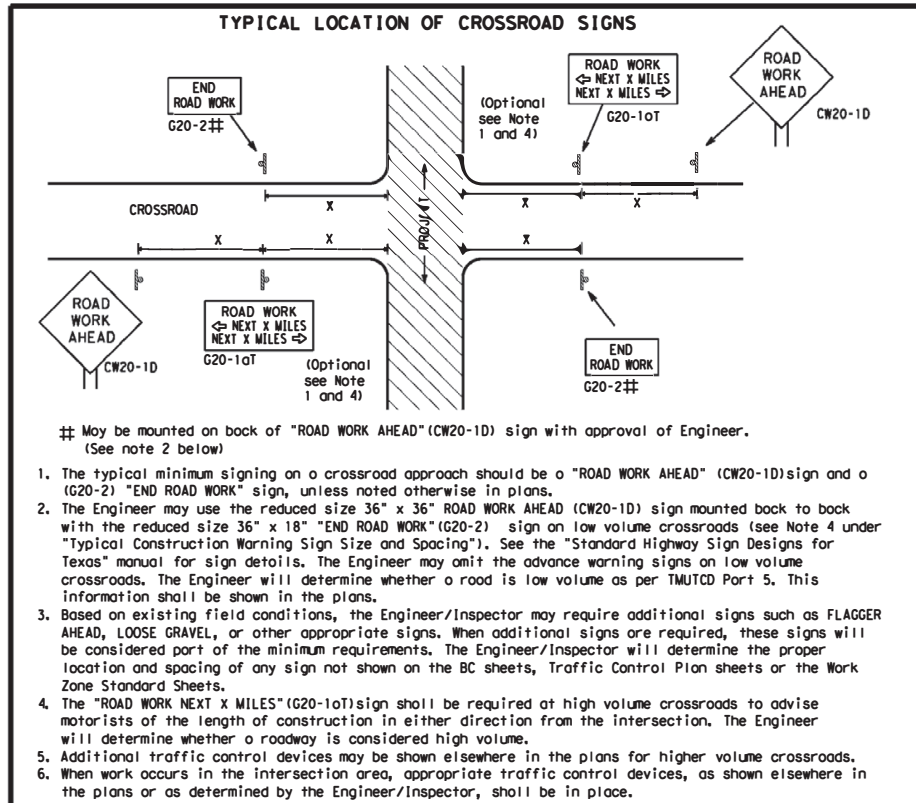 TYPICAL LOCATION OF CROSSROAD SIGNS
END
ROAD WORK
G20-2#
(Optional
see Note
1 and 4)
ROAD WORK
⇦ NEXT X MILES
NEXT X MILES ⇨
G20-1aT
ROAD
WORK
AHEAD
CW20-1D
CROSSROAD
X
X
X
X
X
X
ROAD
WORK
AHEAD
CW20-1D
ROAD WORK
⇦ NEXT X MILES
NEXT X MILES ⇨
G20-1aT
(Optional
see Note
1 and 4)
END
ROAD WORK
G20-2#
# May be mounted on back of "ROAD WORK AHEAD"(CW20-1D) sign with approval of Engineer.
(See note 2 below)
1. The typical minimum signing on a crossroad approach should be a "ROAD WORK AHEAD" (CW20-1D)sign and a
(G20-2) "END ROAD WORK" sign, unless noted otherwise in plans.
2. The Engineer may use the reduced size 36" x 36" ROAD WORK AHEAD (CW20-1D) sign mounted back to back
with the reduced size 36" x 18" "END ROAD WORK"(G20-2) sign on low volume crossroads (see Note 4 under
"Typical Construction Warning Sign Size and Spacing"). See the "Standard Highway Sign Designs for
Texas" manual for sign details. The Engineer may omit the advance warning signs on low volume
crossroads. The Engineer will determine whether a road is low volume as per TMUTCD Part 5. This
information shall be shown in the plans.
3. Based on existing field conditions, the Engineer/Inspector may require additional signs such as FLAGGER
AHEAD, LOOSE GRAVEL, or other appropriate signs. When additional signs are required, these signs will
be considered part of the minimum requirements. The Engineer/Inspector will determine the proper
location and spacing of any sign not shown on the BC sheets, Traffic Control Plan sheets or the Work
Zone Standard Sheets.
4. The "ROAD WORK NEXT X MILES"(G20-1aT)sign shall be required at high volume crossroads to advise
motorists of the length of construction in either direction from the intersection. The Engineer
will determine whether a roadway is considered high volume.
5. Additional traffic control devices may be shown elsewhere in the plans for higher volume crossroads.
6. When work occurs in the intersection area, appropriate traffic control devices, as shown elsewhere in
the plans or as determined by the Engineer/Inspector, shall be in place.